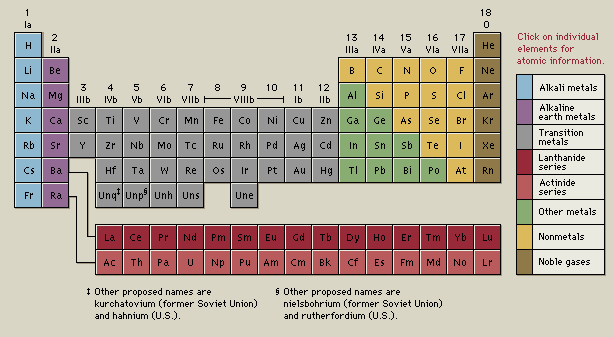 1 18
Ia 0
H 2 13 14 15 16 17 He
IIa IIIa IVa Va VIa VIIa
Li Be B C N O F Ne
Na Mg 3 4 5 6 7 8 9 10 11 12 Al Si P S Cl Ar
IIIb IVb Vb VIb VIIb VIIIb Ib IIb
K Ca Sc Ti V Cr Mn Fe Co Ni Cu Zn Ga Ge As Se Br Kr
Rb Sr Y Zr Nb Mo Tc Ru Rh Pd Ag Cd In Sn Sb Te I Xe
Cs Ba Hf Ta W Re Os Ir Pt Au Hg Tl Pb Bi Po At Rn
Fr Ra Unq‡ Unp§ Unh Uns Une
La Ce Pr Nd Pm Sm Eu Gd Tb Dy Ho Er Tm Yb Lu
Ac Th Pa U Np Pu Am Cm Bk Cf Es Fm Md No Lr
‡ Other proposed names are
kurchatovium (former Soviet Union)
and hahnium (U.S.).
§ Other proposed names are
nielsbohrium (former Soviet Union)
and rutherfordium (U.S.).
Click on individual
elements for
atomic information.
Alkali metals
Alkaline
earth metals
Transition
metals
Lanthanide
series
Actinide
series
Other metals
Nonmetals
Noble gases